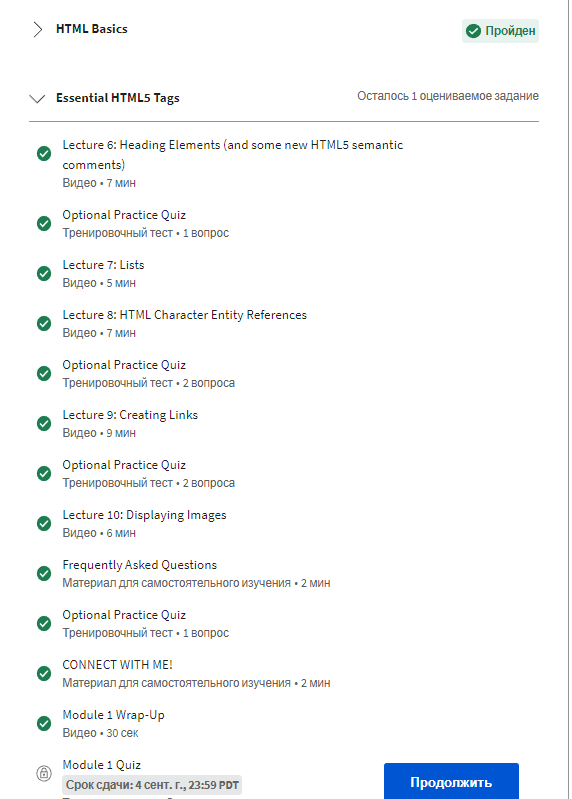 HTML Basics
Пройден
Essential HTML5 Tags
Осталось 1 оцениваемое задание
Lecture 6: Heading Elements (and some new HTML5 semantic
comments)
Видео • 7 мин
Optional Practice Quiz
Тренировочный тест • 1 вопрос
Lecture 7: Lists
Видео • 5 мин
Lecture 8: HTML Character Entity References
Видео • 7 мин
Optional Practice Quiz
Тренировочный тест • 2 вопроса
Lecture 9: Creating Links
Видео • 9 мин
Optional Practice Quiz
Тренировочный тест • 2 вопроса
Lecture 10: Displaying Images
Видео • 6 мин
Frequently Asked Questions
Материал для самостоятельного изучения • 2 мин
Optional Practice Quiz
Тренировочный тест • 1 вопрос
CONNECT WITH ME!
Материал для самостоятельного изучения • 2 мин
Module 1 Wrap-Up
Видео • 30 сек
Module 1 Quiz
Срок сдачи: 4 сент. г., 23:59 PDT
Продолжить